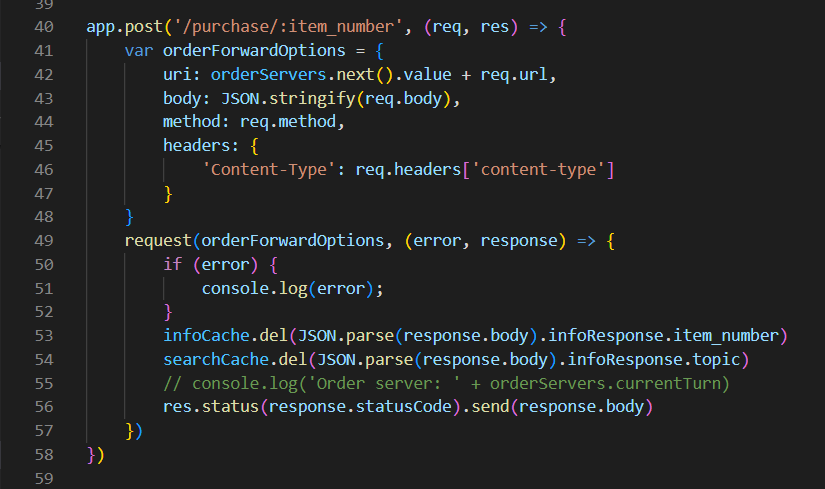 39
40 app.post('/purchase/:item_number', (req, res) => {
41 var orderForwardOptions = {
42 uri: orderServers.next().value + req.url,
43 body: JSON.stringify(req.body),
44 method: req.method,
45 headers: {
46 'Content-Type': req.headers['content-type']
47 }
48 }
49 request(orderForwardOptions, (error, response) => {
50 if (error) {
51 console.log(error);
52 }
53 infoCache.del(JSON.parse(response.body).infoResponse.item_number)
54 searchCache.del(JSON.parse(response.body).infoResponse.topic)
55 // console.log('Order server: ' + orderServers.currentTurn)
56 res.status(response.statusCode).send(response.body)
57 })
58 })
59